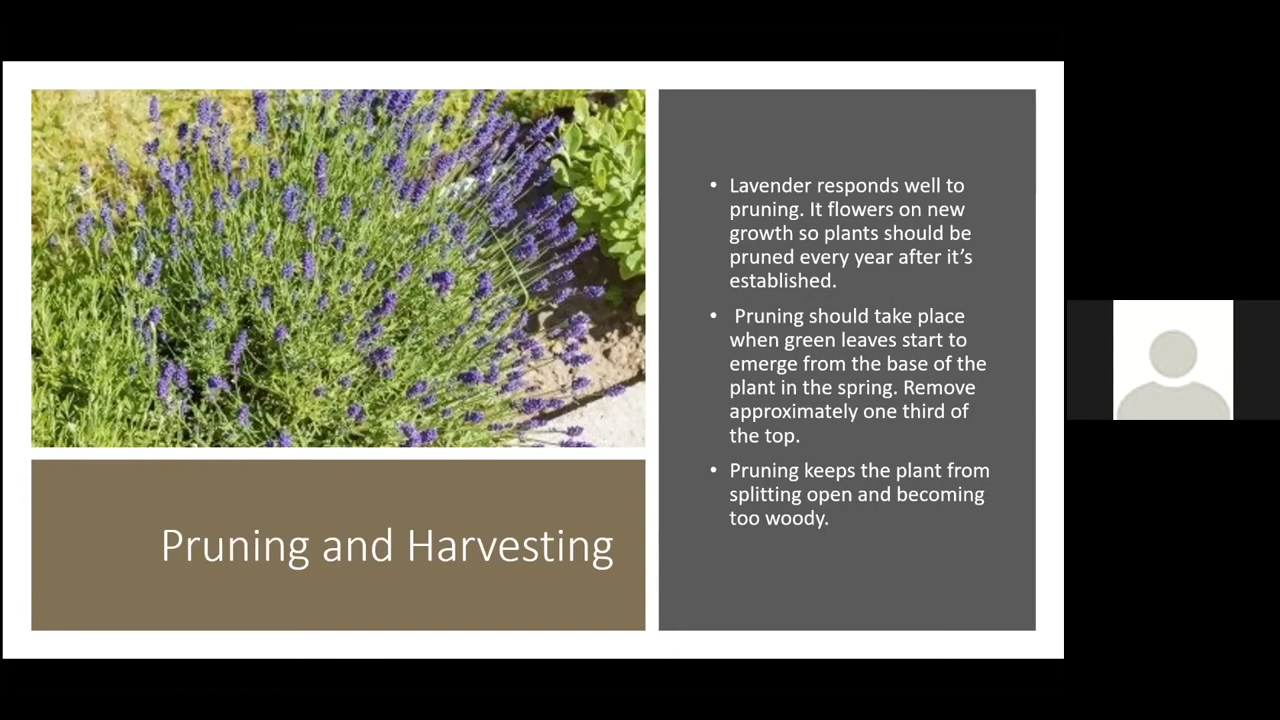 Pruning and Harvesting
• Lavender responds well to
pruning. It flowers on new
growth so plants should be
pruned every year after it’s
established.
• Pruning should take place
when green leaves start to
emerge from the base of the
plant in the spring. Remove
approximately one third of
the top.
• Pruning keeps the plant from
splitting open and becoming
too woody.